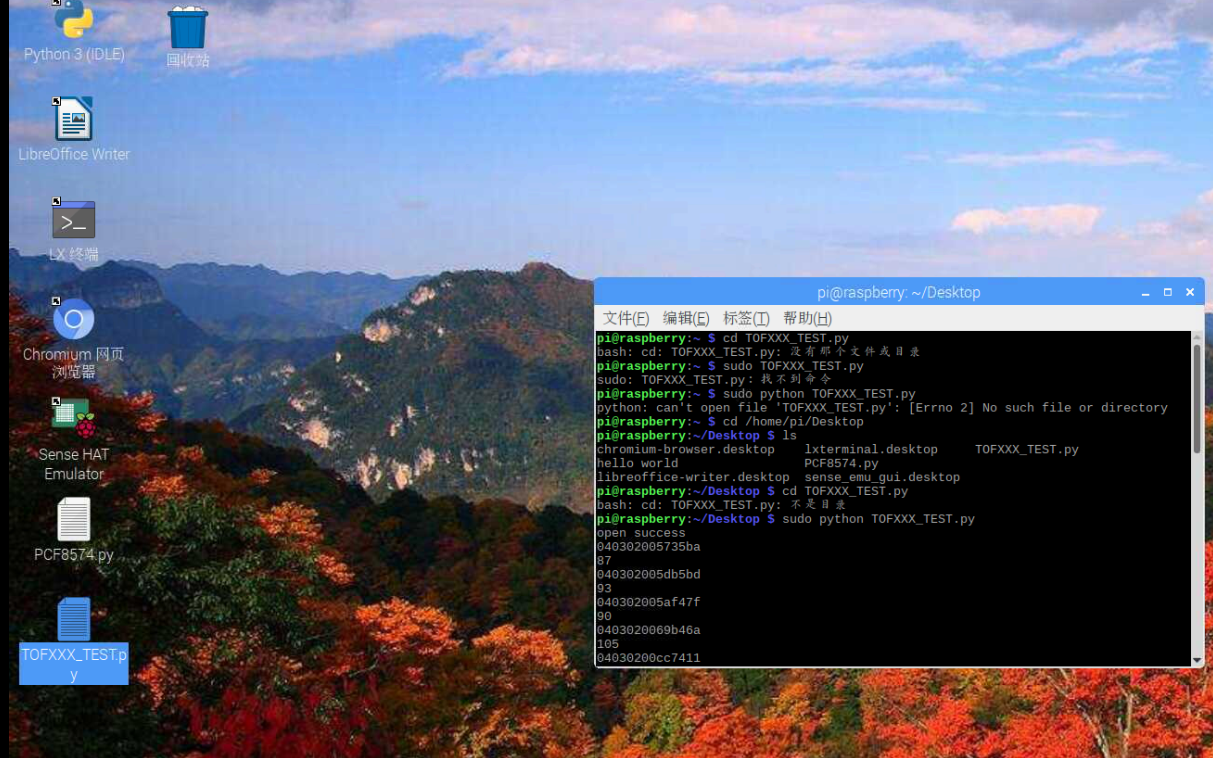 Python 3 (IDLE)
回收站
LibreOffice Writer
>_
LX 终端
Chromium 网页
浏览器
Sense HAT
Emulator
PCF8574.py
TOFXXX_TEST.p
y
pi@raspberry: ~/Desktop
文件(F) 编辑(E) 标签(T) 帮助(H)
pi@raspberry:~ $ cd TOFXXX_TEST.py
bash: cd: TOFXXX_TEST.py: 没有那个文件或目录
pi@raspberry:~ $ sudo TOFXXX_TEST.py
sudo: TOFXXX_TEST.py：找不到命令
pi@raspberry:~ $ sudo python TOFXXX_TEST.py
python: can't open file 'TOFXXX_TEST.py': [Errno 2] No such file or directory
pi@raspberry:~ $ cd /home/pi/Desktop
pi@raspberry:~/Desktop $ ls
chromium-browser.desktop lxterminal.desktop TOFXXX_TEST.py
hello world PCF8574.py
libreoffice-writer.desktop sense_emu_gui.desktop
pi@raspberry:~/Desktop $ cd TOFXXX_TEST.py
bash: cd: TOFXXX_TEST.py: 不是目录
pi@raspberry:~/Desktop $ sudo python TOFXXX_TEST.py
open success
040302005735ba
87
040302005db5bd
93
040302005af47f
90
0403020069b46a
105
04030200cc7411